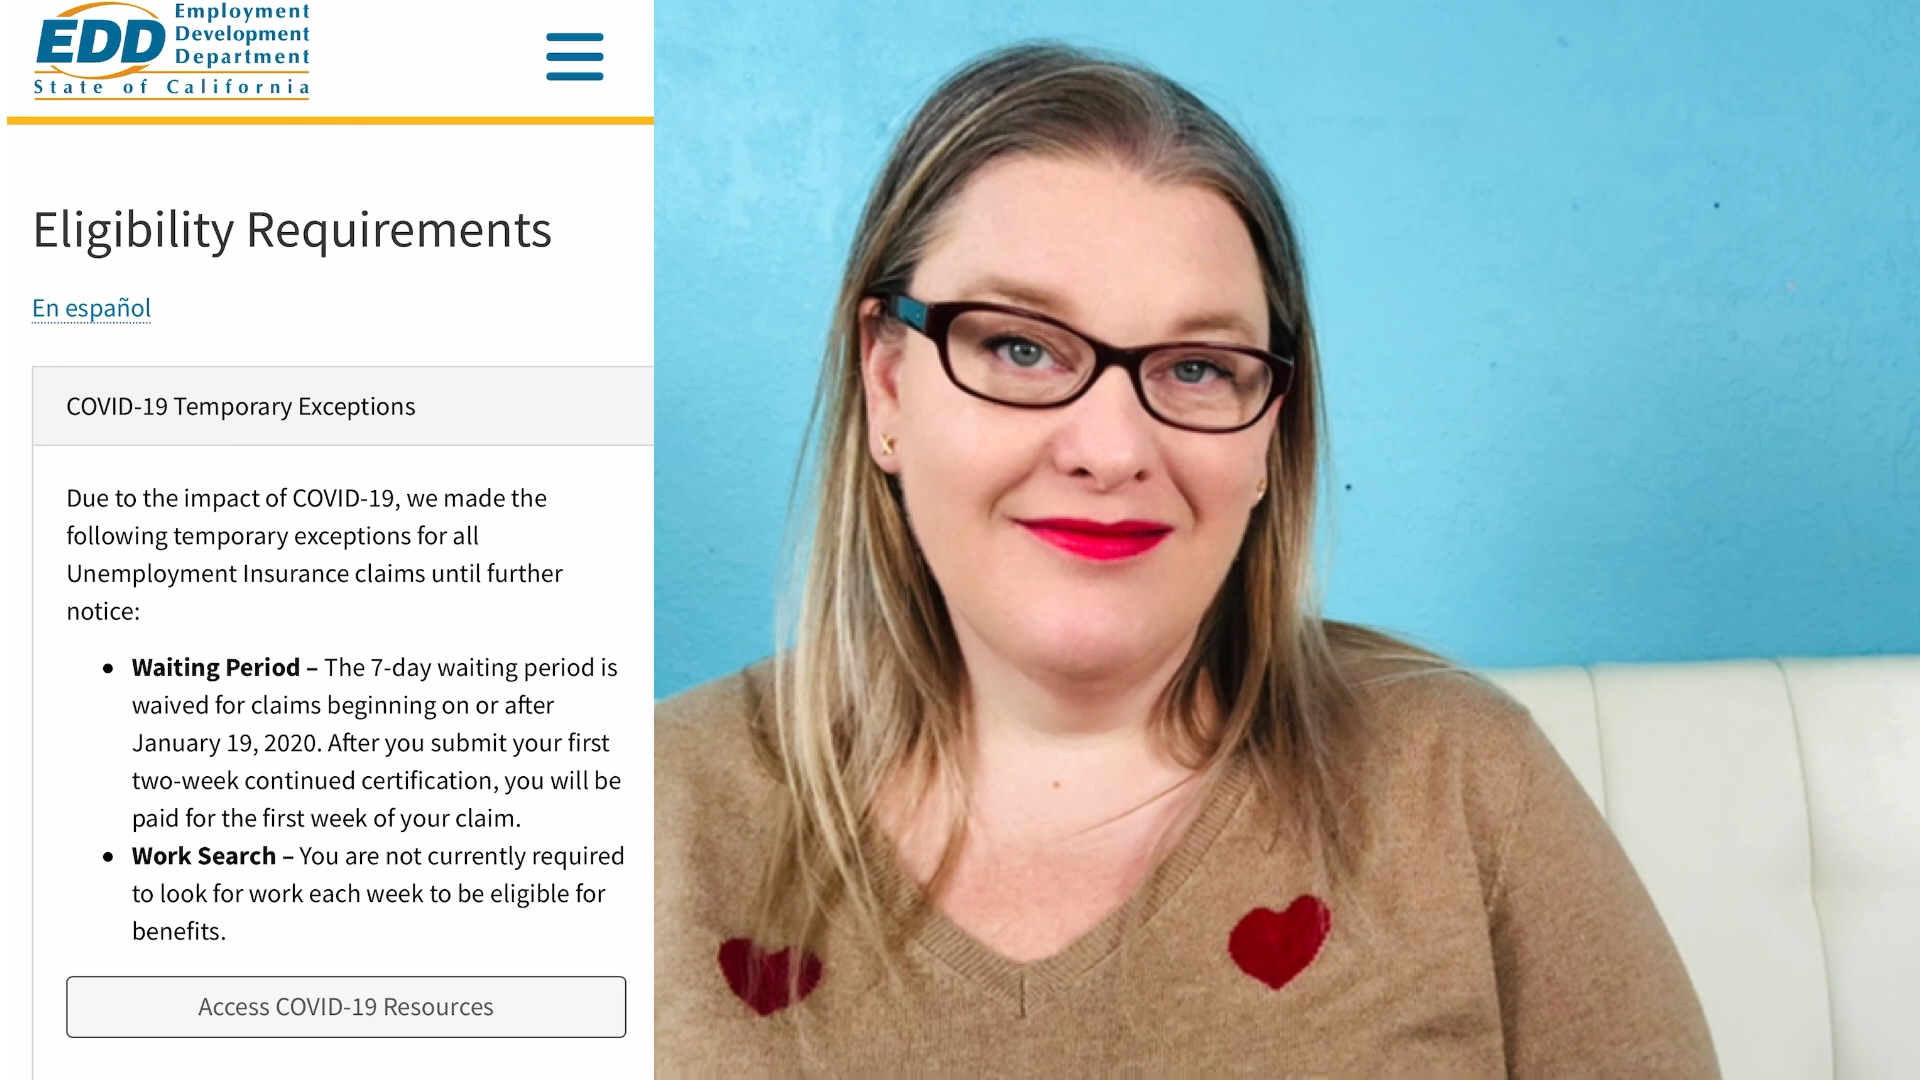 EDD
Employment
Development
Department
State of California
Eligibility Requirements
En español
COVID-19 Temporary Exceptions
Due to the impact of COVID-19, we made the
following temporary exceptions for all
Unemployment Insurance claims until further
notice:
• Waiting Period – The 7-day waiting period is
waived for claims beginning on or after
January 19, 2020. After you submit your first
two-week continued certification, you will be
paid for the first week of your claim.
• Work Search – You are not currently required
to look for work each week to be eligible for
benefits.
Access COVID-19 Resources